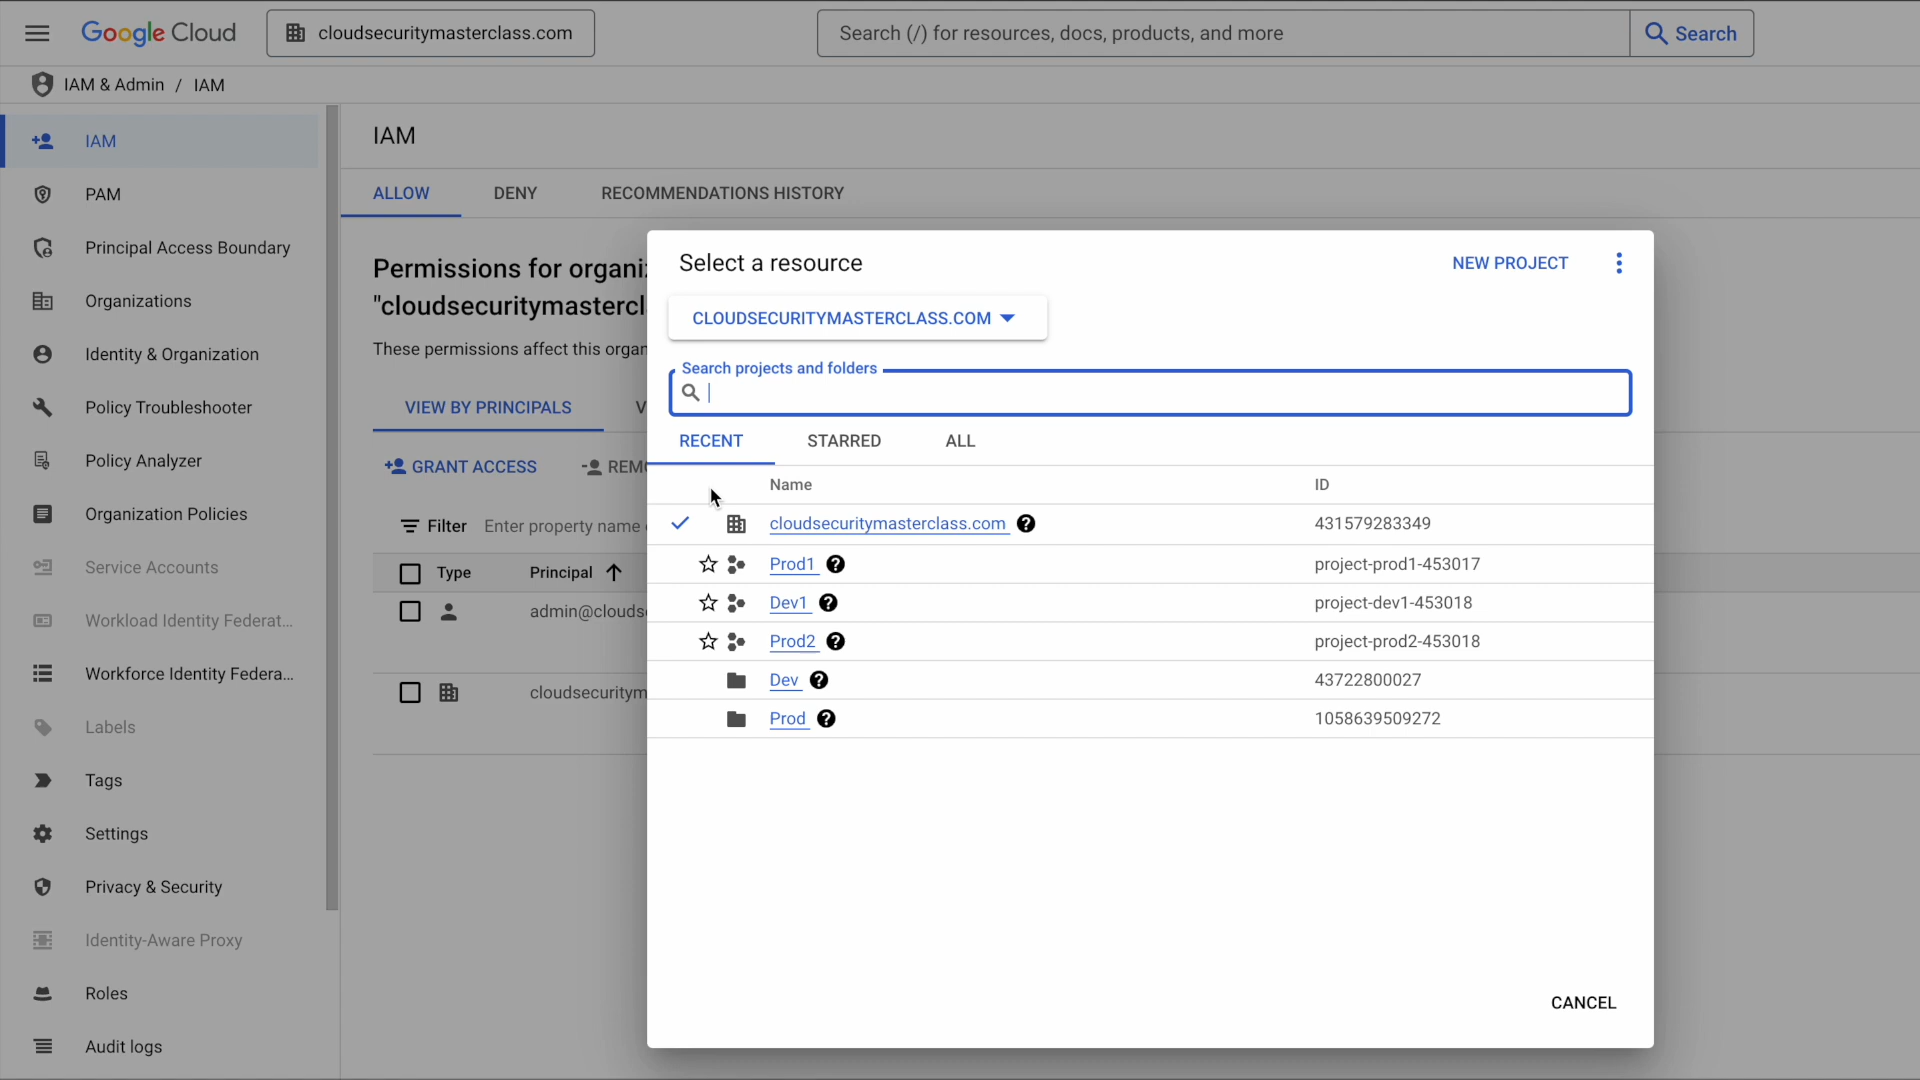 Google Cloud
cloudsecuritymasterclass.com
Search (/) for resources, docs, products, and more
Search
IAM & Admin / IAM
IAM
PAM
Principal Access Boundary
Organizations
Identity & Organization
Policy Troubleshooter
Policy Analyzer
Organization Policies
Service Accounts
Workload Identity Federat...
Workforce Identity Federa...
Labels
Tags
Settings
Privacy & Security
Identity-Aware Proxy
Roles
Audit logs
IAM
ALLOW DENY RECOMMENDATIONS HISTORY
Permissions for organi
"cloudsecuritymastercl
These permissions affect this organ
VIEW BY PRINCIPALS V
GRANT ACCESS REM
Filter Enter property name
Type Principal
admin@clouds
cloudsecuritym
Select a resource
NEW PROJECT
CLOUDSECURITYMASTERCLASS.COM
Search projects and folders
RECENT STARRED ALL
Name ID
cloudsecuritymasterclass.com 431579283349
Prod1 project-prod1-453017
Dev1 project-dev1-453018
Prod2 project-prod2-453018
Dev 43722800027
Prod 1058639509272
CANCEL